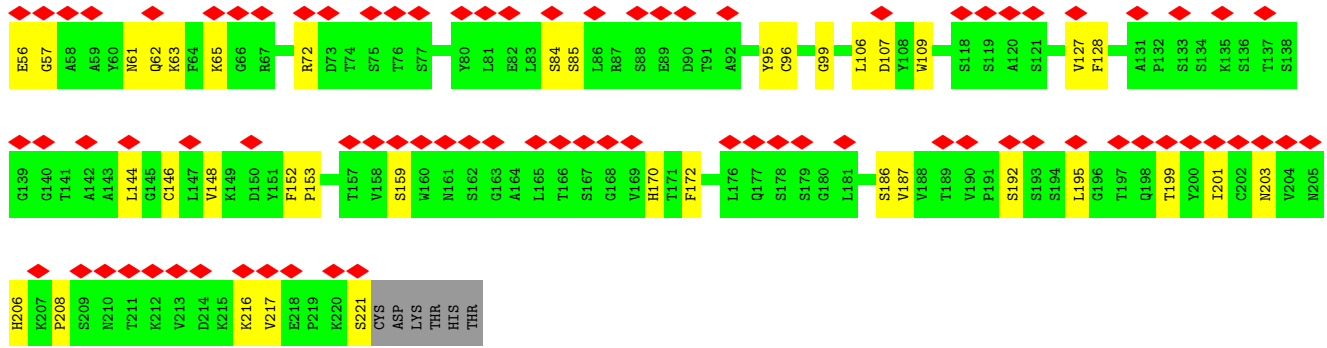 E56 G57 A58 A59 Y60 N61 Q62 K63 F64 K65 G66 R67 R72 D73 T74 S75 T76 S77 Y80 L81 E82 L83 S84 S85 L86 R87 S88 E89 D90 T91 A92 Y95 C96 G99 L106 D107 Y108 W109 S118 S119 A120 S121 V127 F128 A131 P132 S133 S134 K135 S136 T137 S138
G139 G140 T141 A142 A143 L144 G145 C146 L147 V148 K149 D150 Y151 F152 P153 T157 V158 S159 W160 N161 S162 G163 A164 L165 T166 S167 G168 V169 H170 T171 F172 L176 Q177 S178 S179 G180 L181 S186 V187 V188 T189 V190 P191 S192 S193 S194 L195 G196 T197 Q198 T199 Y200 I201 C202 N203 V204 N205
H206 K207 P208 S209 N210 T211 K212 V213 D214 K215 K216 V217 E218 P219 K220 S221 CYS ASP LYS THR HIS THR